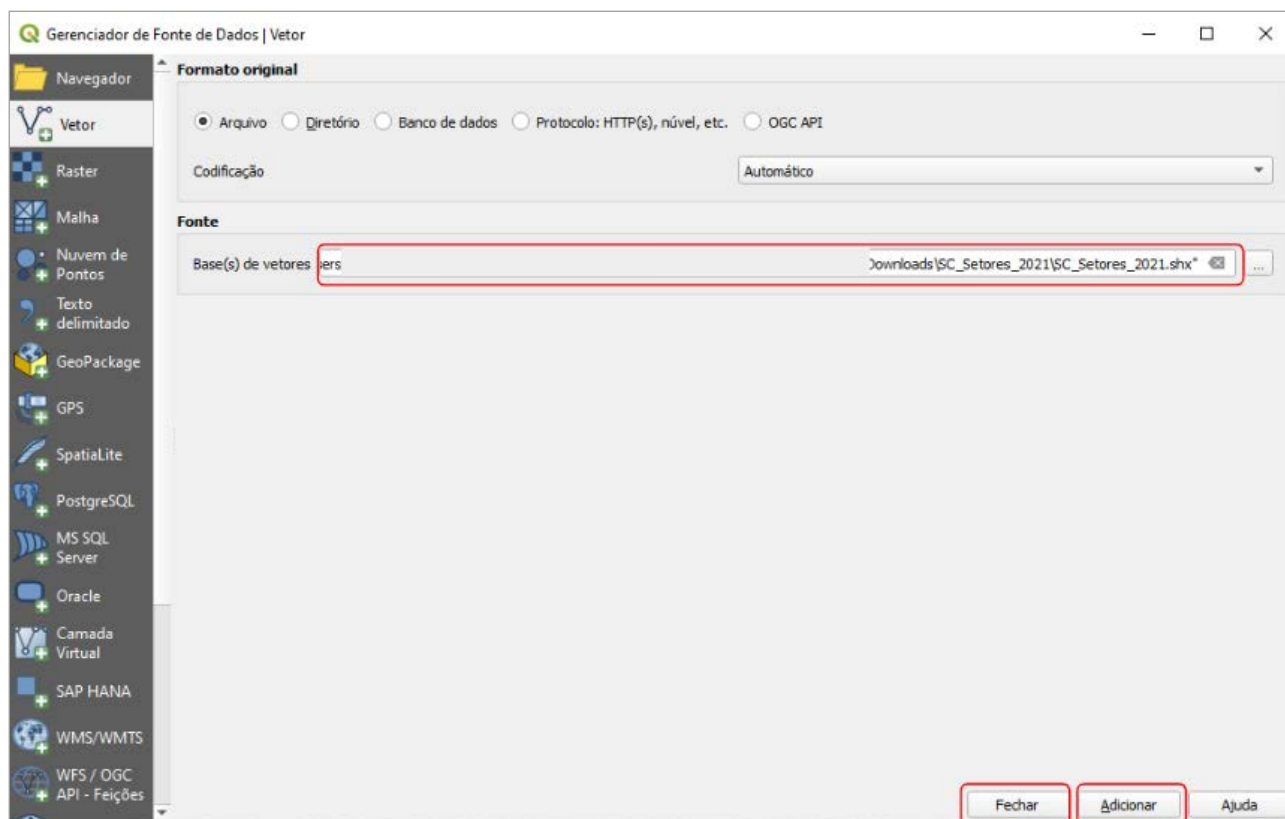 Gerenciador de Fonte de Dados | Vetor
Navegador
Vetor
Raster
Malha
Nuvem de
Pontos
Texto
delimitado
GeoPackage
GPS
SpatiaLite
PostgreSQL
MS SQL
Server
Oracle
Camada
Virtual
SAP HANA
WMS/WMTS
WFS / OGC
API - Feições
Formato original
Arquivo Diretório Banco de dados Protocolo: HTTP(s), núvel, etc. OGC API
Codificação Automático
Fonte
Base(s) de vetores sers Downloads\SC_Setores_2021\SC_Setores_2021.shx" ...
Fechar Adicionar Ajuda